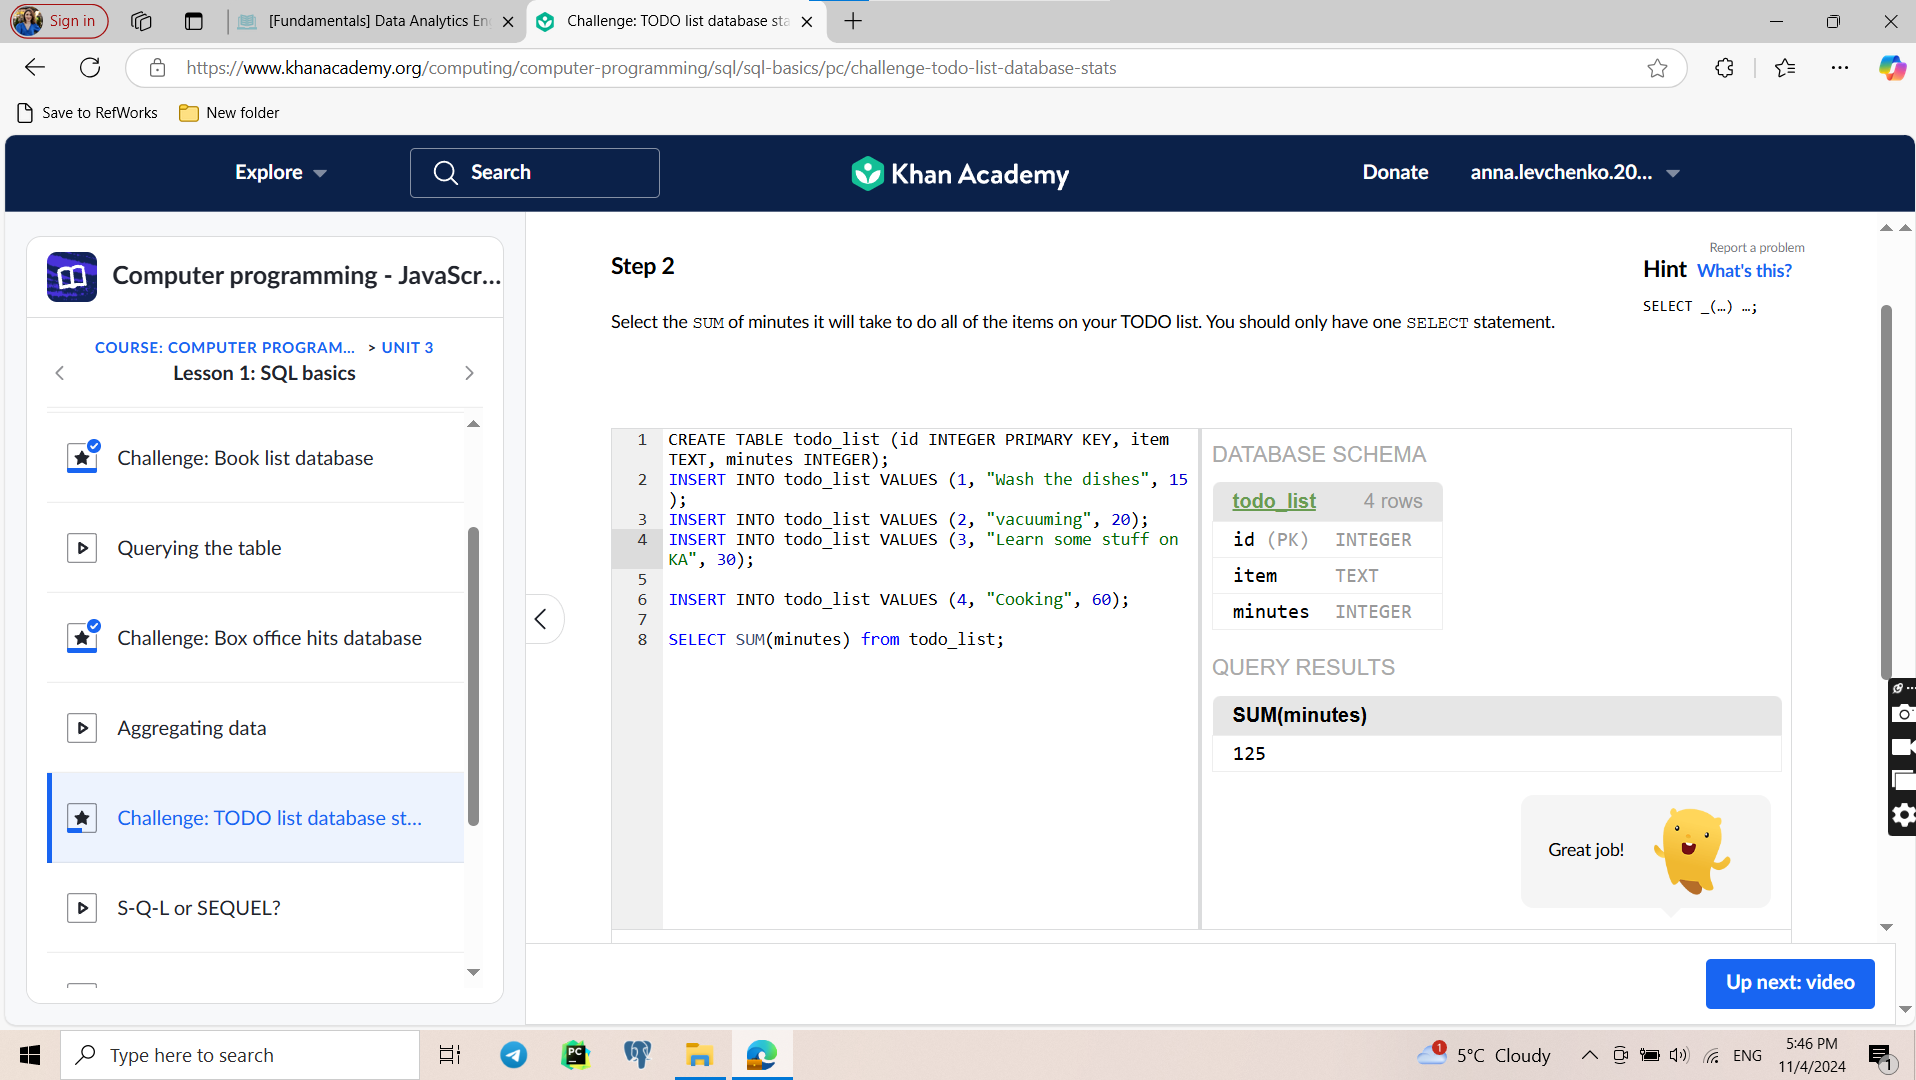 Sign in
[Fundamentals] Data Analytics En
Challenge: TODO list database sta
https://www.khanacademy.org/computing/computer-programming/sql/sql-basics/pc/challenge-todo-list-database-stats
Save to RefWorks
New folder
Explore
Search
Khan Academy
Donate
anna.levchenko.20...
Computer programming - JavaScr...
COURSE: COMPUTER PROGRAM... > UNIT 3
Lesson 1: SQL basics
Challenge: Book list database
Querying the table
Challenge: Box office hits database
Aggregating data
Challenge: TODO list database st...
S-Q-L or SEQUEL?
Report a problem
Step 2
Hint What's this?
SELECT _(…) …;
Select the SUM of minutes it will take to do all of the items on your TODO list. You should only have one SELECT statement.
1 CREATE TABLE todo_list (id INTEGER PRIMARY KEY, item
TEXT, minutes INTEGER);
2 INSERT INTO todo_list VALUES (1, "Wash the dishes", 15
);
3 INSERT INTO todo_list VALUES (2, "vacuuming", 20);
4 INSERT INTO todo_list VALUES (3, "Learn some stuff on
KA", 30);
5
6 INSERT INTO todo_list VALUES (4, "Cooking", 60);
7
8 SELECT SUM(minutes) from todo_list;
DATABASE SCHEMA
todo_list 4 rows
id (PK) INTEGER
item TEXT
minutes INTEGER
QUERY RESULTS
SUM(minutes)
125
Great job!
Up next: video
Type here to search
PC
1
5°C Cloudy
ENG
5:46 PM
11/4/2024
1